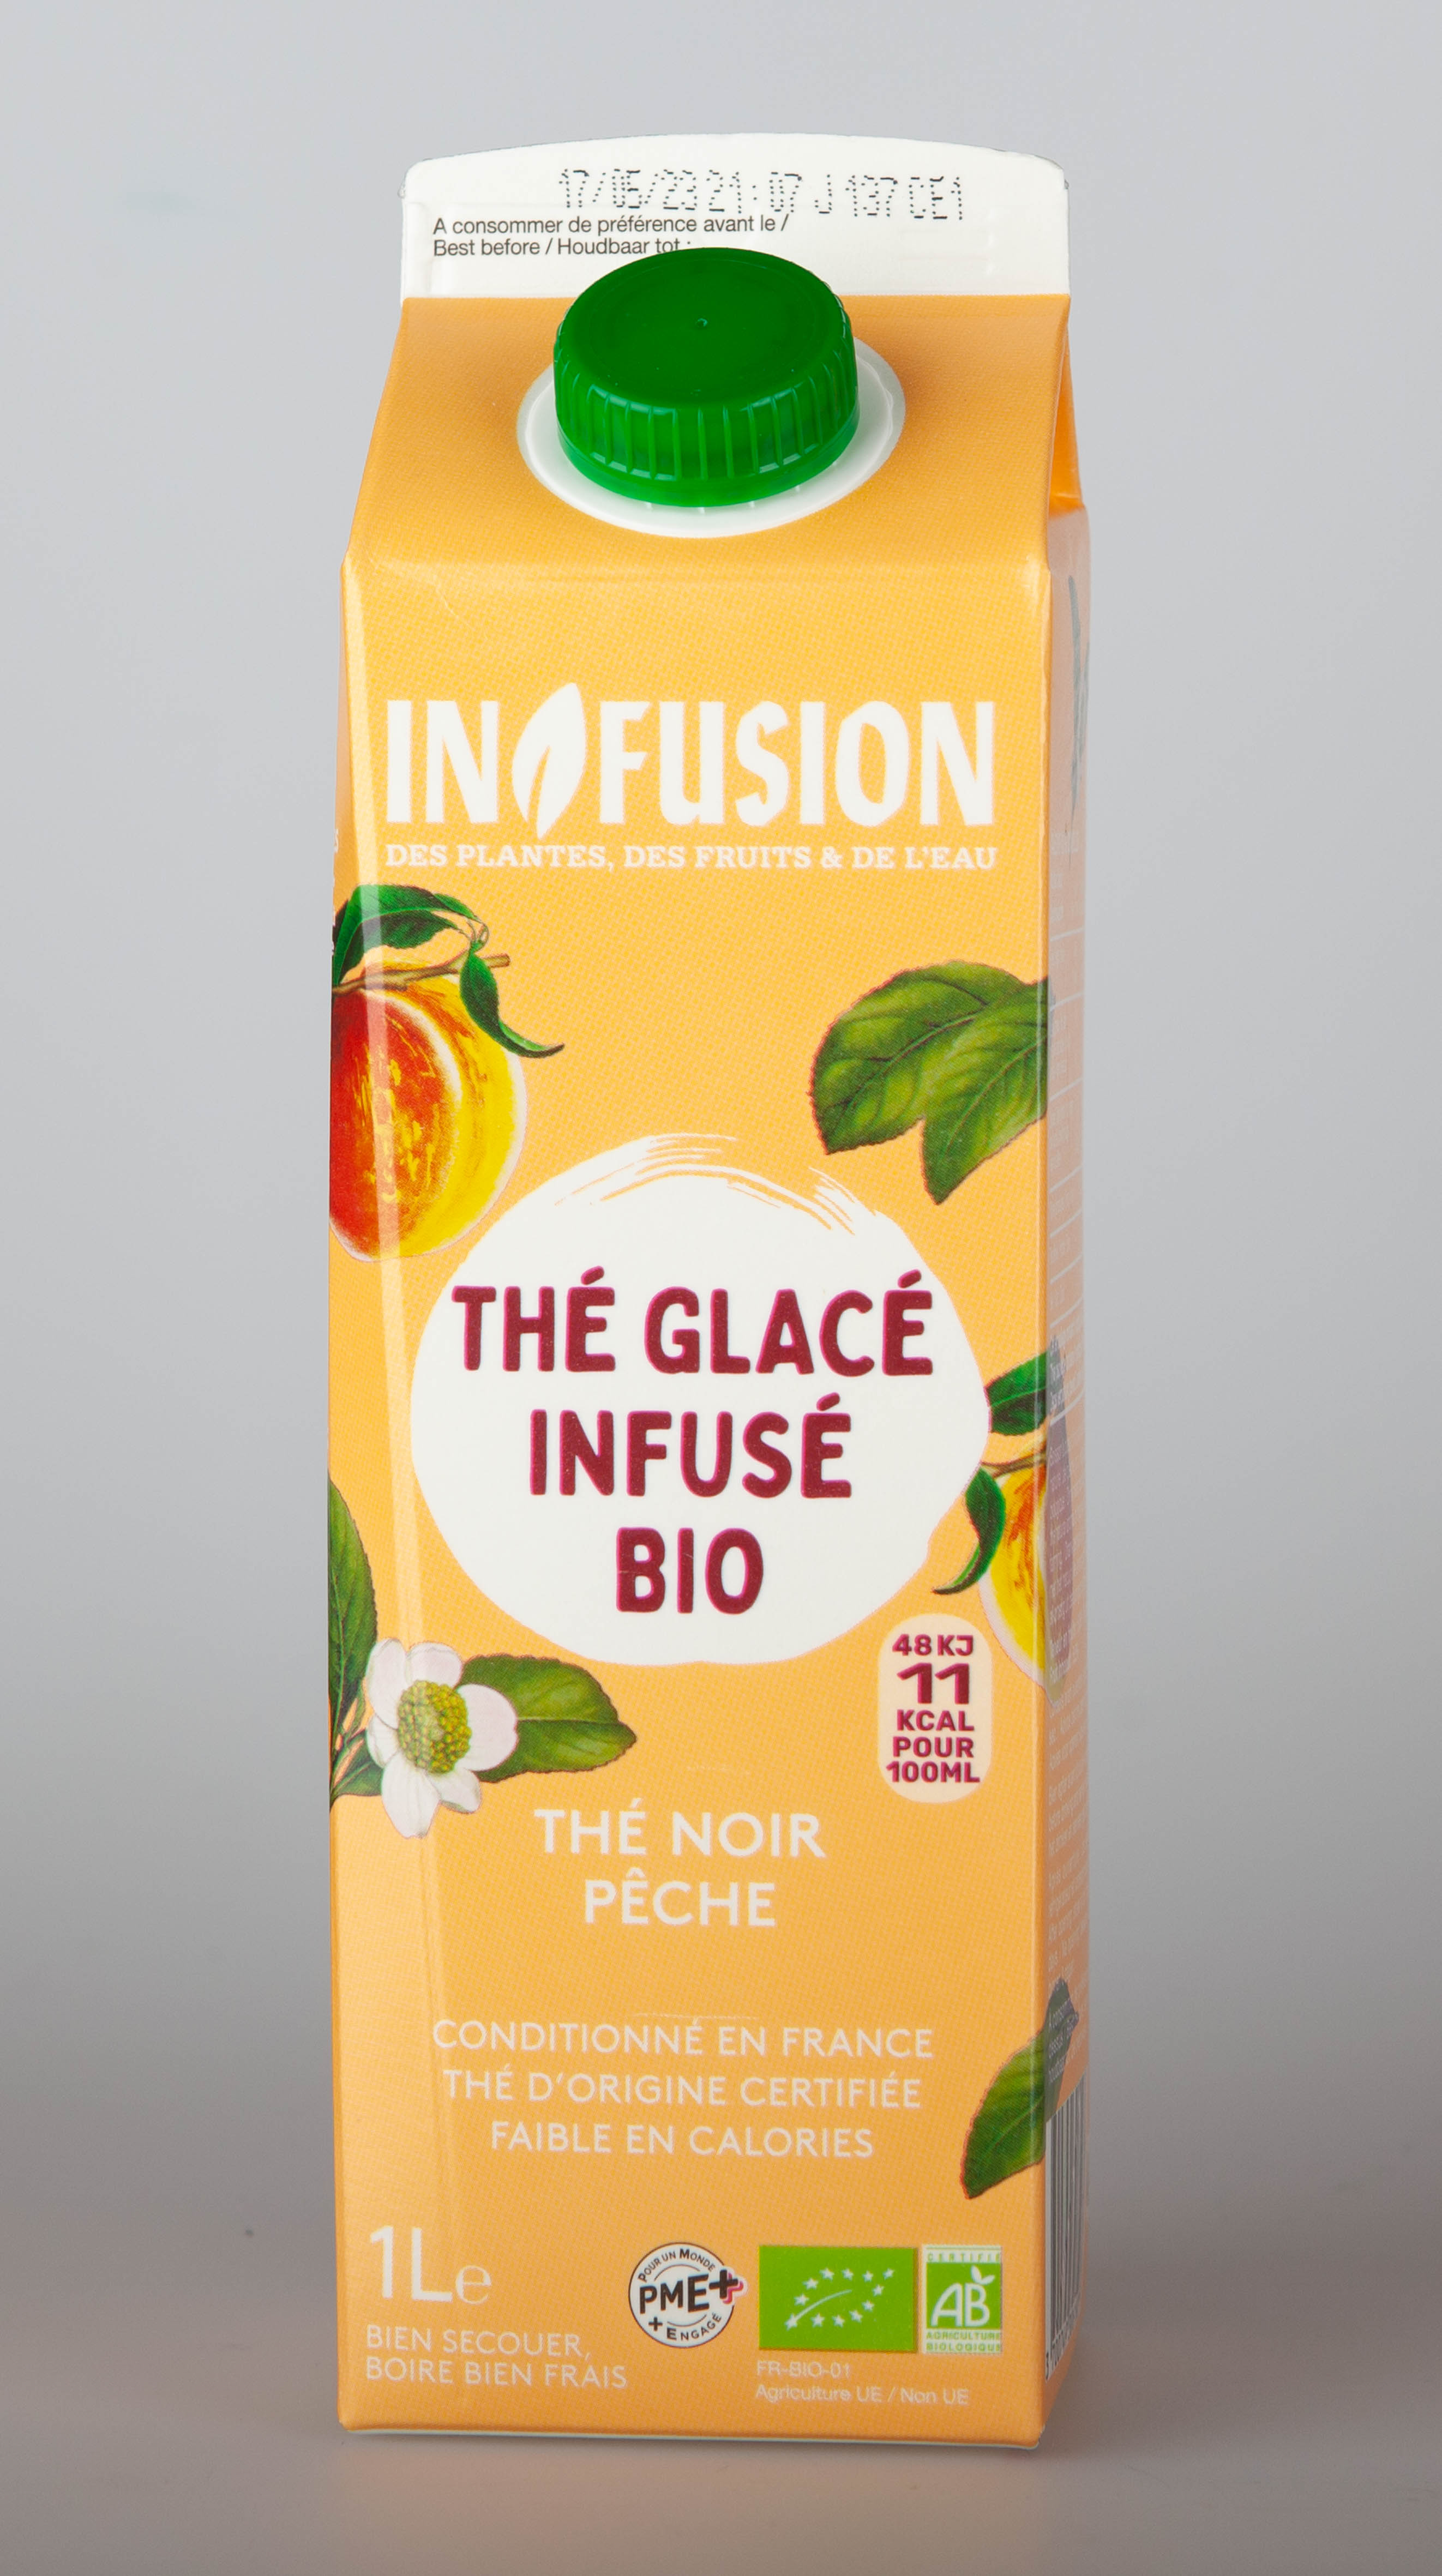 17/05/23 21:07 J 137 CE1
A consommer de préférence avant le /
Best before / Houdbaar tot :
INFUSION
DES PLANTES, DES FRUITS & DE L'EAU
THÉ GLACÉ
INFUSÉ
BIO
48 KJ
11
KCAL
POUR
100ML
THÉ NOIR
PÊCHE
CONDITIONNÉ EN FRANCE
THÉ D'ORIGINE CERTIFIÉE
FAIBLE EN CALORIES
1L e
BIEN SECOUER,
BOIRE BIEN FRAIS
POUR UN MONDE
PME+
+ ENGAGÉ
CERTIFIÉ
AB
AGRICULTURE
BIOLOGIQUE
FR-BIO-01
Agriculture UE / Non UE